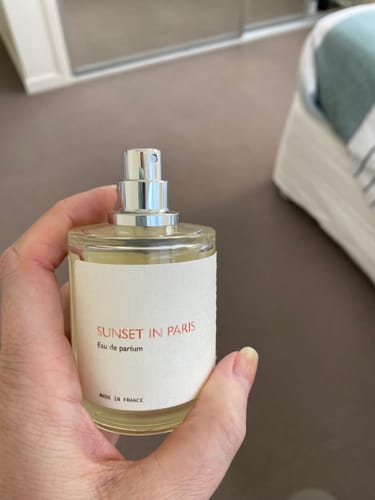 SUNSET IN PARIS
Eau de parfum
MADE IN FRANCE